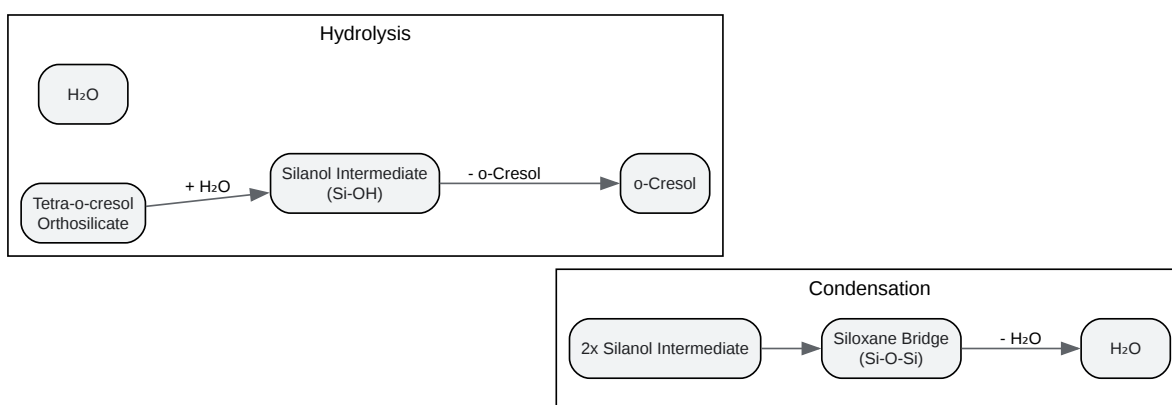 Hydrolysis
H₂O
Tetra-o-cresol
Orthosilicate
+ H₂O
Silanol Intermediate
(Si-OH)
- o-Cresol
o-Cresol
Condensation
2x Silanol Intermediate
Siloxane Bridge
(Si-O-Si)
- H₂O
H₂O